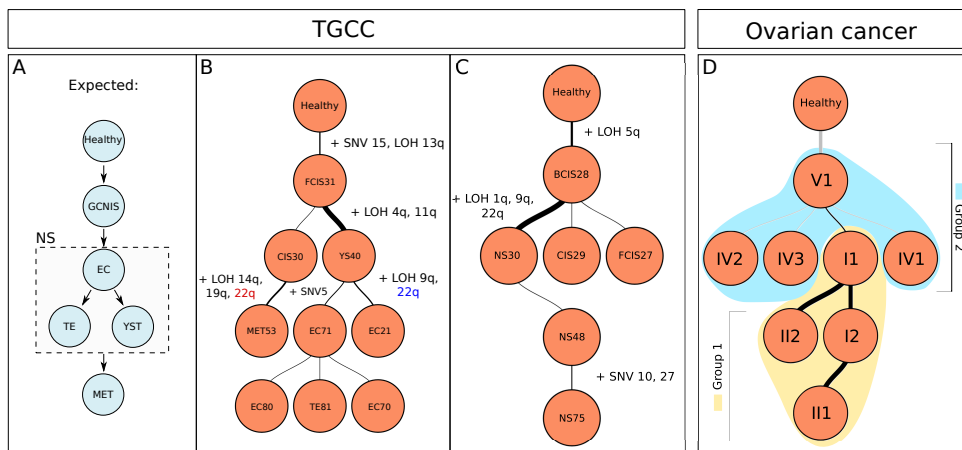 TGCC
Ovarian cancer
A
Expected:
Healthy
GCNIS
NS
EC
TE
YST
MET
B
Healthy
+ SNV 15, LOH 13q
FCIS31
+ LOH 4q, 11q
CIS30
YS40
+ LOH 14q,
19q, 22q
+ SNV5
+ LOH 9q,
22q
MET53
EC71
EC21
EC80
TE81
EC70
C
Healthy
+ LOH 5q
BCIS28
+ LOH 1q, 9q,
22q
NS30
CIS29
FCIS27
NS48
+ SNV 10, 27
NS75
D
Healthy
V1
IV2
IV3
I1
IV1
II2
I2
II1
Group 1
Group 2